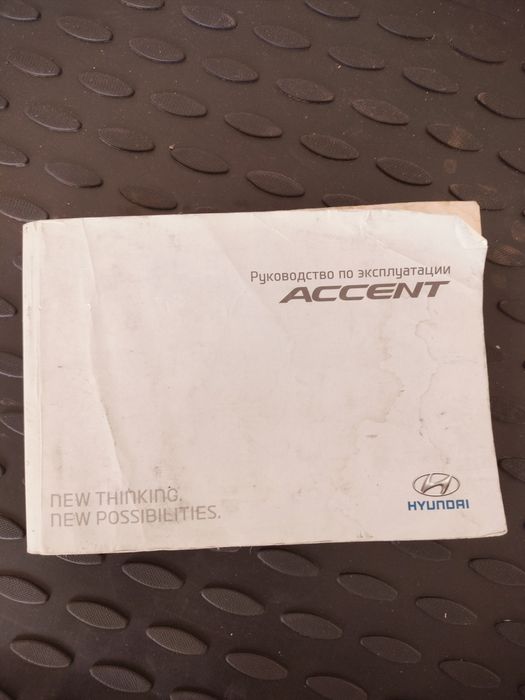 Руководство по эксплуатации
ACCENT
NEW THINKING.
NEW POSSIBILITIES.
HYUNDAI